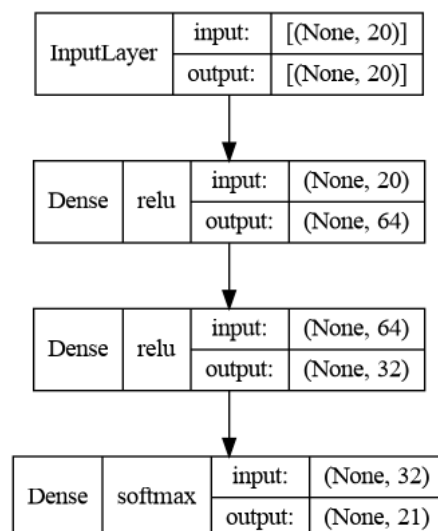 InputLayer input: [(None, 20)]
output: [(None, 20)]
Dense relu input: (None, 20)
output: (None, 64)
Dense relu input: (None, 64)
output: (None, 32)
Dense softmax input: (None, 32)
output: (None, 21)